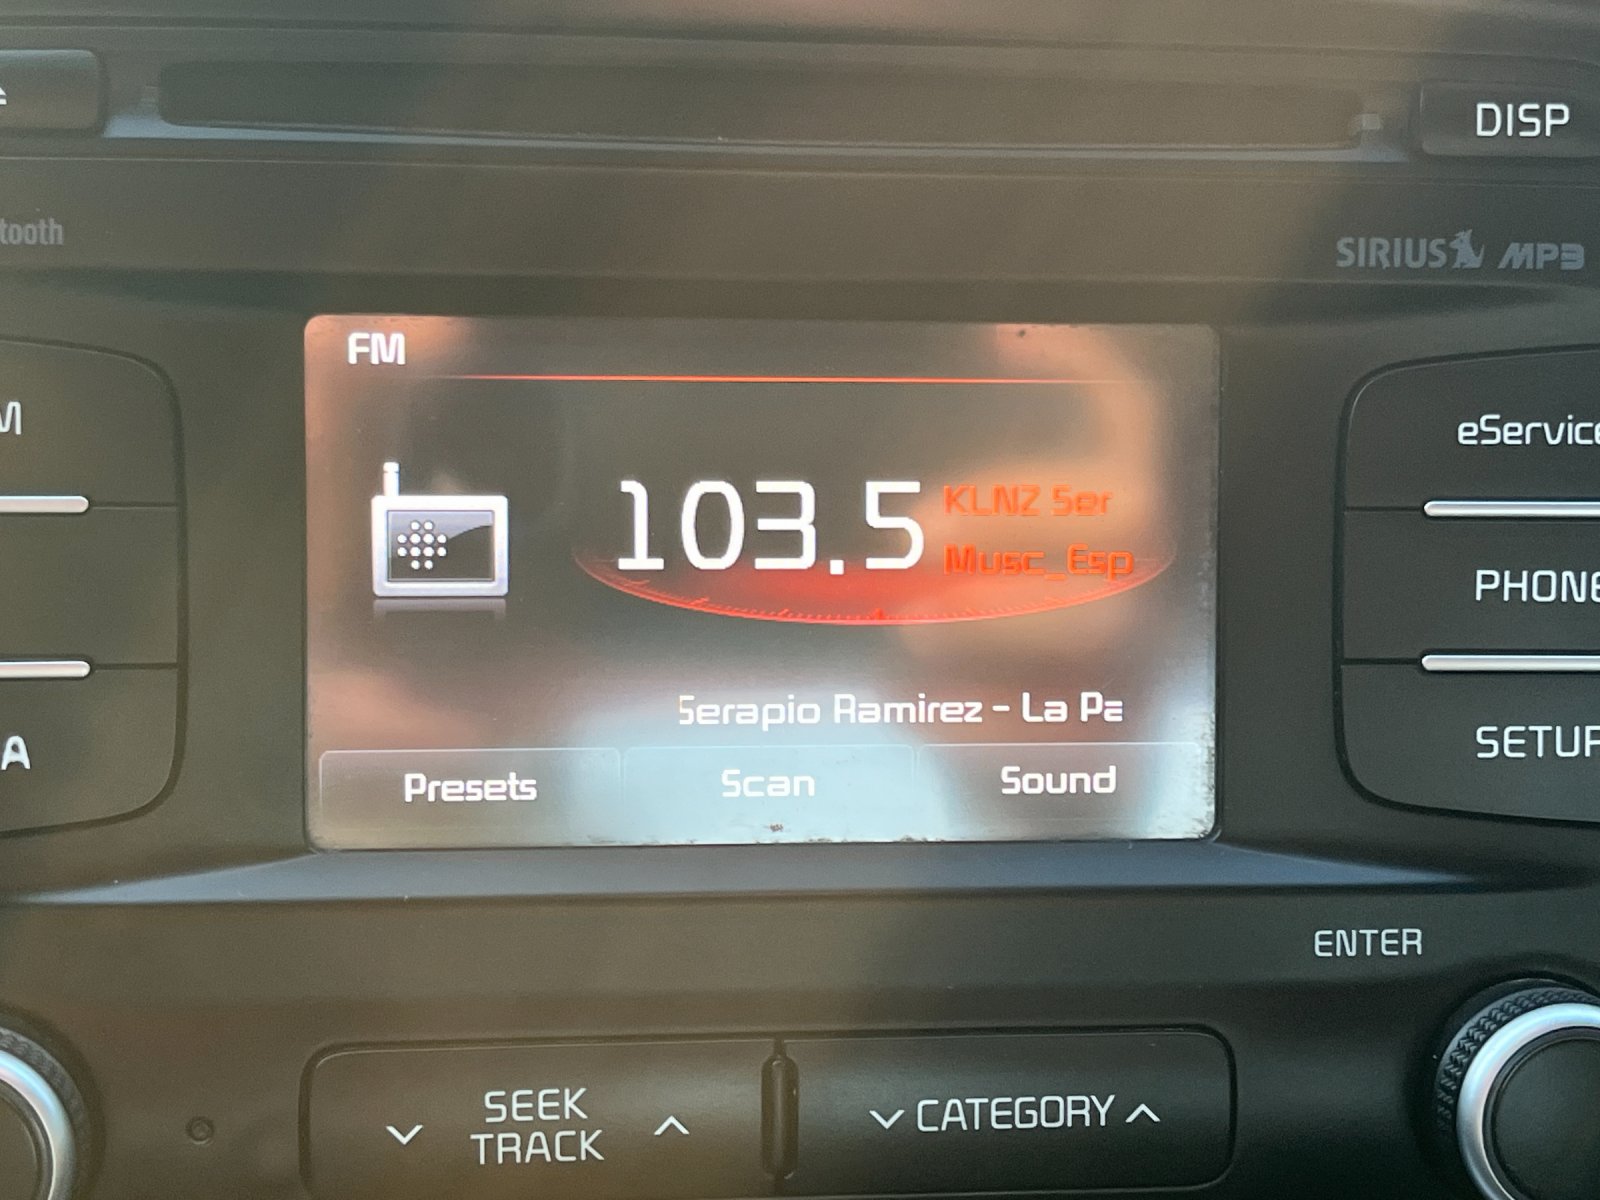 DISP
tooth
SIRIUS MP3
FM
M
eService
103.5
KLNZ Ser
Musc_Esp
PHONE
Serapio Ramirez - La Pa
A
SETUP
Presets
Scan
Sound
ENTER
SEEK
TRACK
CATEGORY